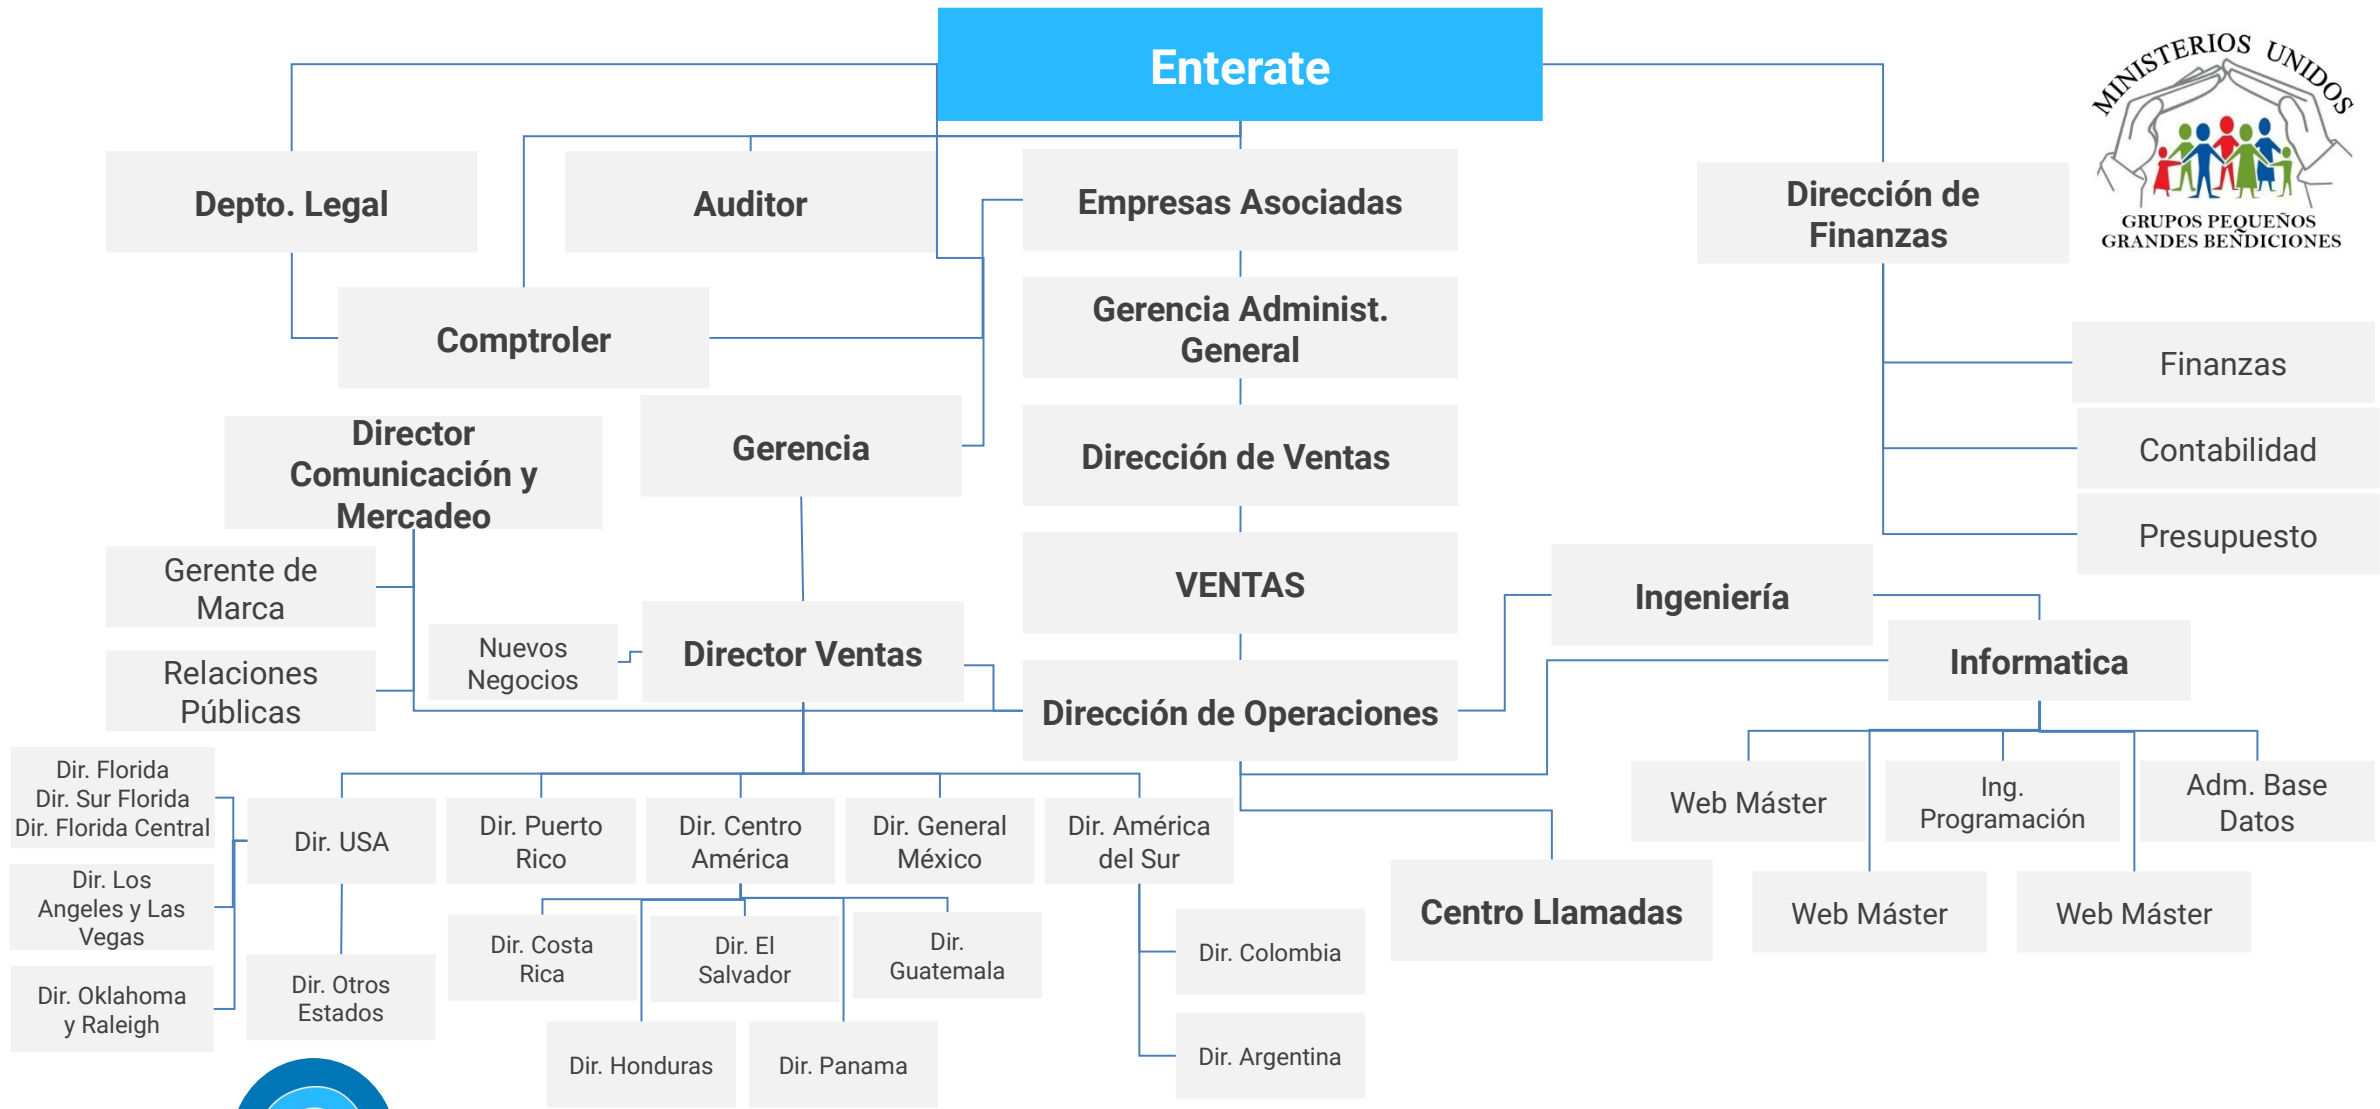 Enterate
MINISTERIOS UNIDOS
GRUPOS PEQUEÑOS
GRANDES BENDICIONES
Depto. Legal
Auditor
Empresas Asociadas
Dirección de
Finanzas
Comptroler
Gerencia Administ.
General
Finanzas
Contabilidad
Presupuesto
Director
Comunicación y
Mercadeo
Gerencia
Dirección de Ventas
Gerente de
Marca
Relaciones
Públicas
Nuevos
Negocios
Director Ventas
VENTAS
Ingeniería
Informatica
Dirección de Operaciones
Dir. Florida
Dir. Sur Florida
Dir. Florida Central
Dir. Los
Angeles y Las
Vegas
Dir. Oklahoma
y Raleigh
Dir. USA
Dir. Puerto
Rico
Dir. Centro
América
Dir. General
México
Dir. América
del Sur
Web Máster
Ing.
Programación
Adm. Base
Datos
Centro Llamadas
Web Máster
Web Máster
Dir. Otros
Estados
Dir. Costa
Rica
Dir. El
Salvador
Dir.
Guatemala
Dir. Colombia
Dir. Honduras
Dir. Panama
Dir. Argentina